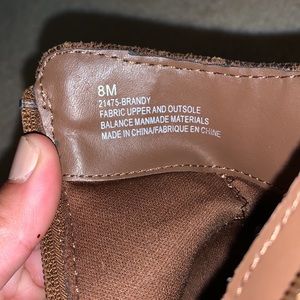 8M
21475-BRANDY
FABRIC UPPER AND OUTSOLE
BALANCE MANMADE MATERIALS
MADE IN CHINA/FABRIQUE EN CHINE